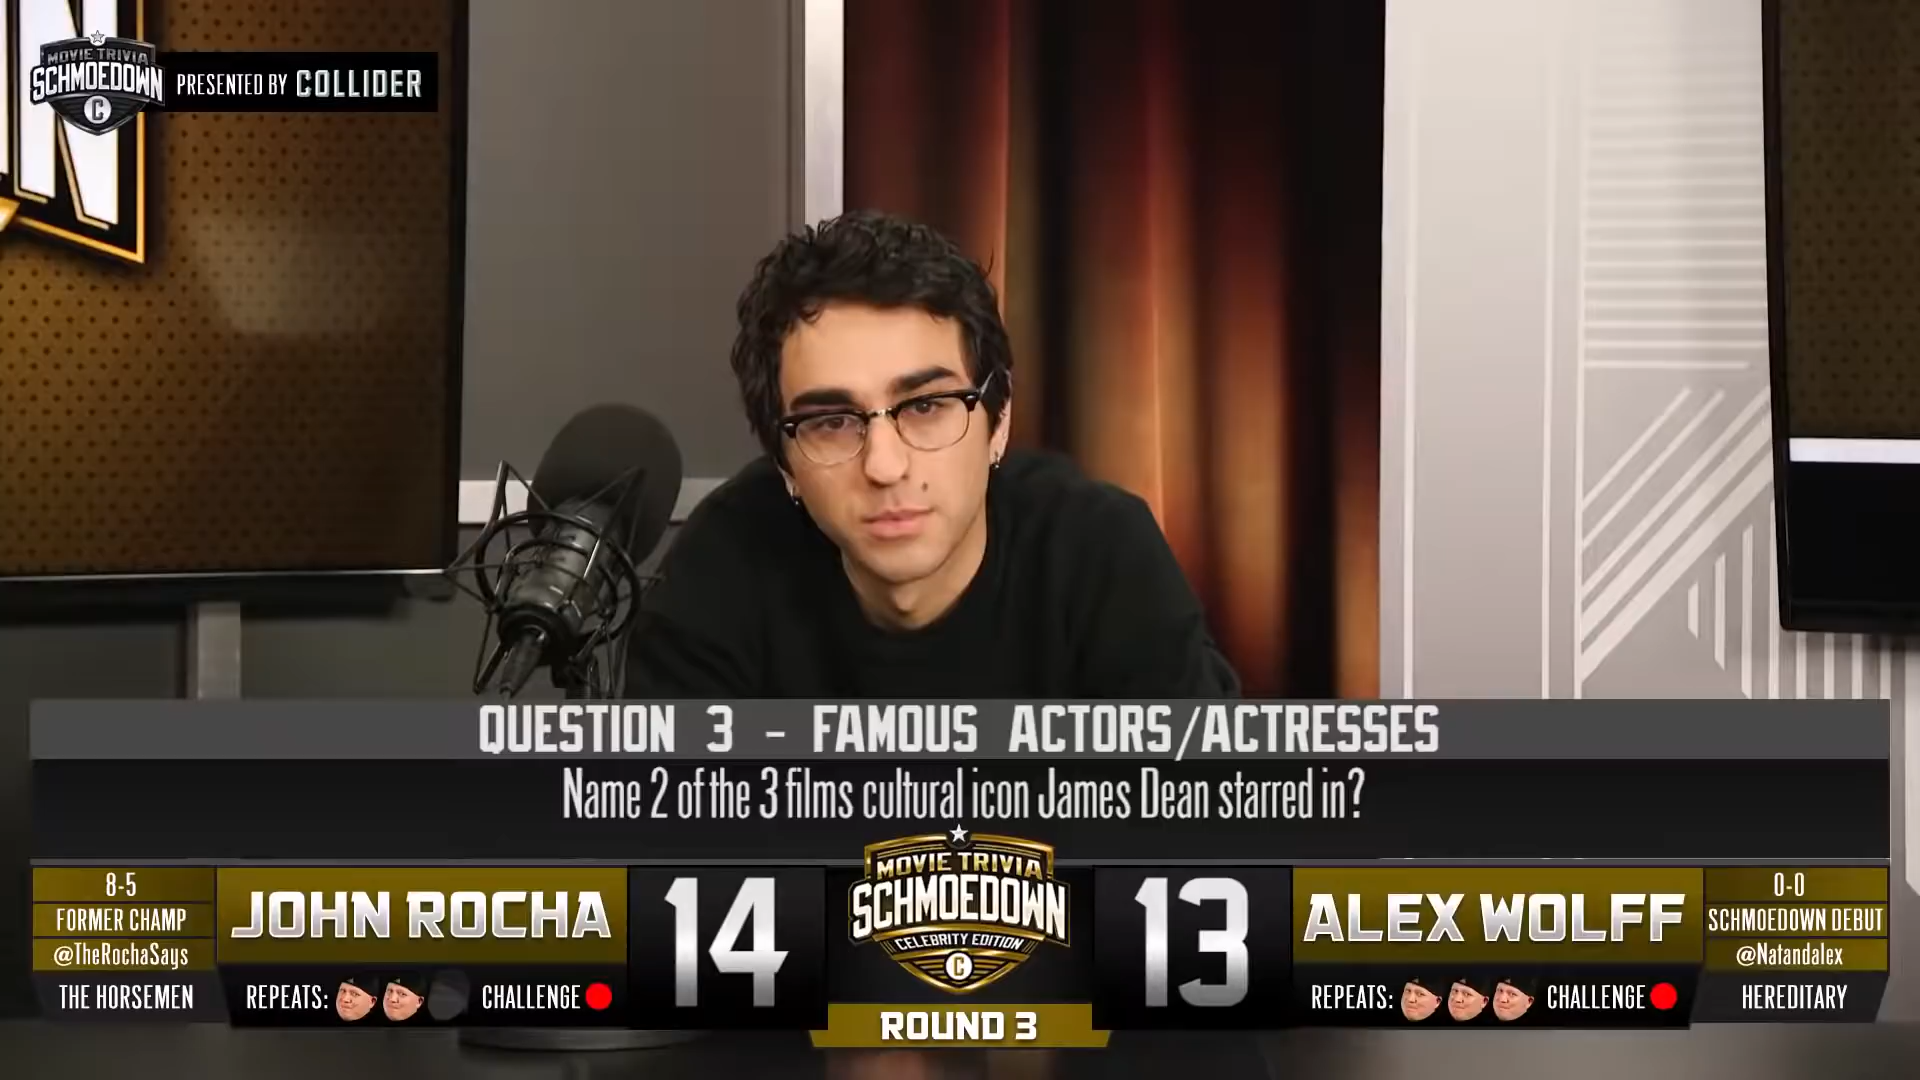 MOVIE TRIVIA
SCHMOEDOWN
C
PRESENTED BY COLLIDER
N
QUESTION 3 - FAMOUS ACTORS/ACTRESSES
Name 2 of the 3 films cultural icon James Dean starred in?
8-5
FORMER CHAMP
@TheRochaSays
THE HORSEMEN
JOHN ROCHA
REPEATS:
CHALLENGE
14
MOVIE TRIVIA
SCHMOEDOWN
CELEBRITY EDITION
C
ROUND 3
13
ALEX WOLFF
REPEATS:
CHALLENGE
0-0
SCHMOEDOWN DEBUT
@Natandalex
HEREDITARY